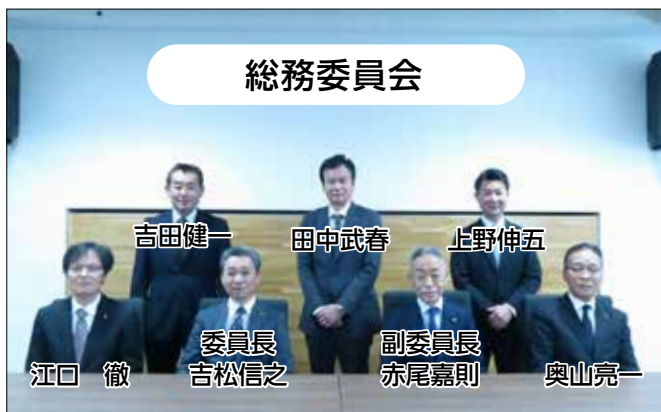 総務委員会
吉田健一
田中武春
上野伸五
江口　徹
委員長
吉松信之
副委員長
赤尾嘉則
奥山亮一